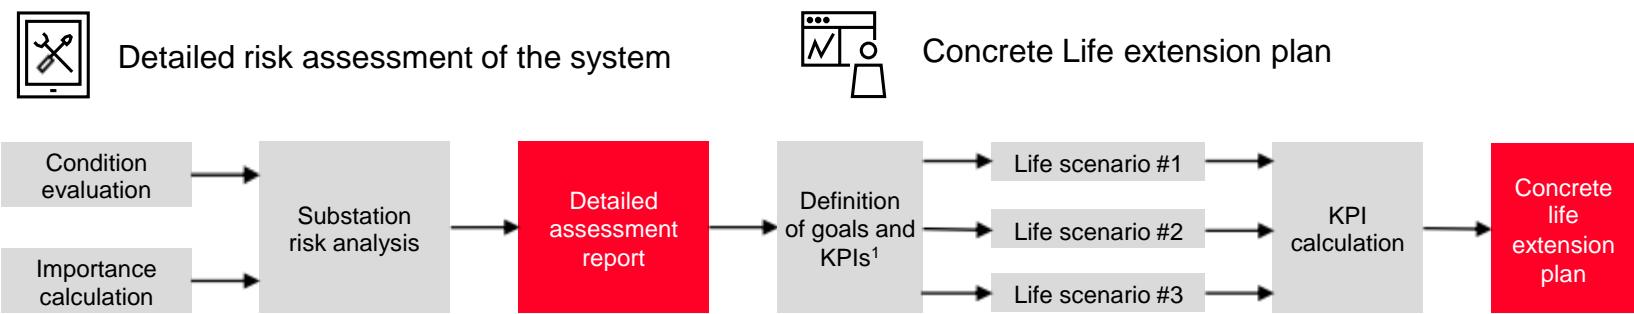 Detailed risk assessment of the system
Concrete Life extension plan
Condition
evaluation
Importance
calculation
Substation
risk analysis
Detailed
assessment
report
Definition
of goals and
KPIs¹
Life scenario #1
Life scenario #2
Life scenario #3
KPI
calculation
Concrete
life
extension
plan